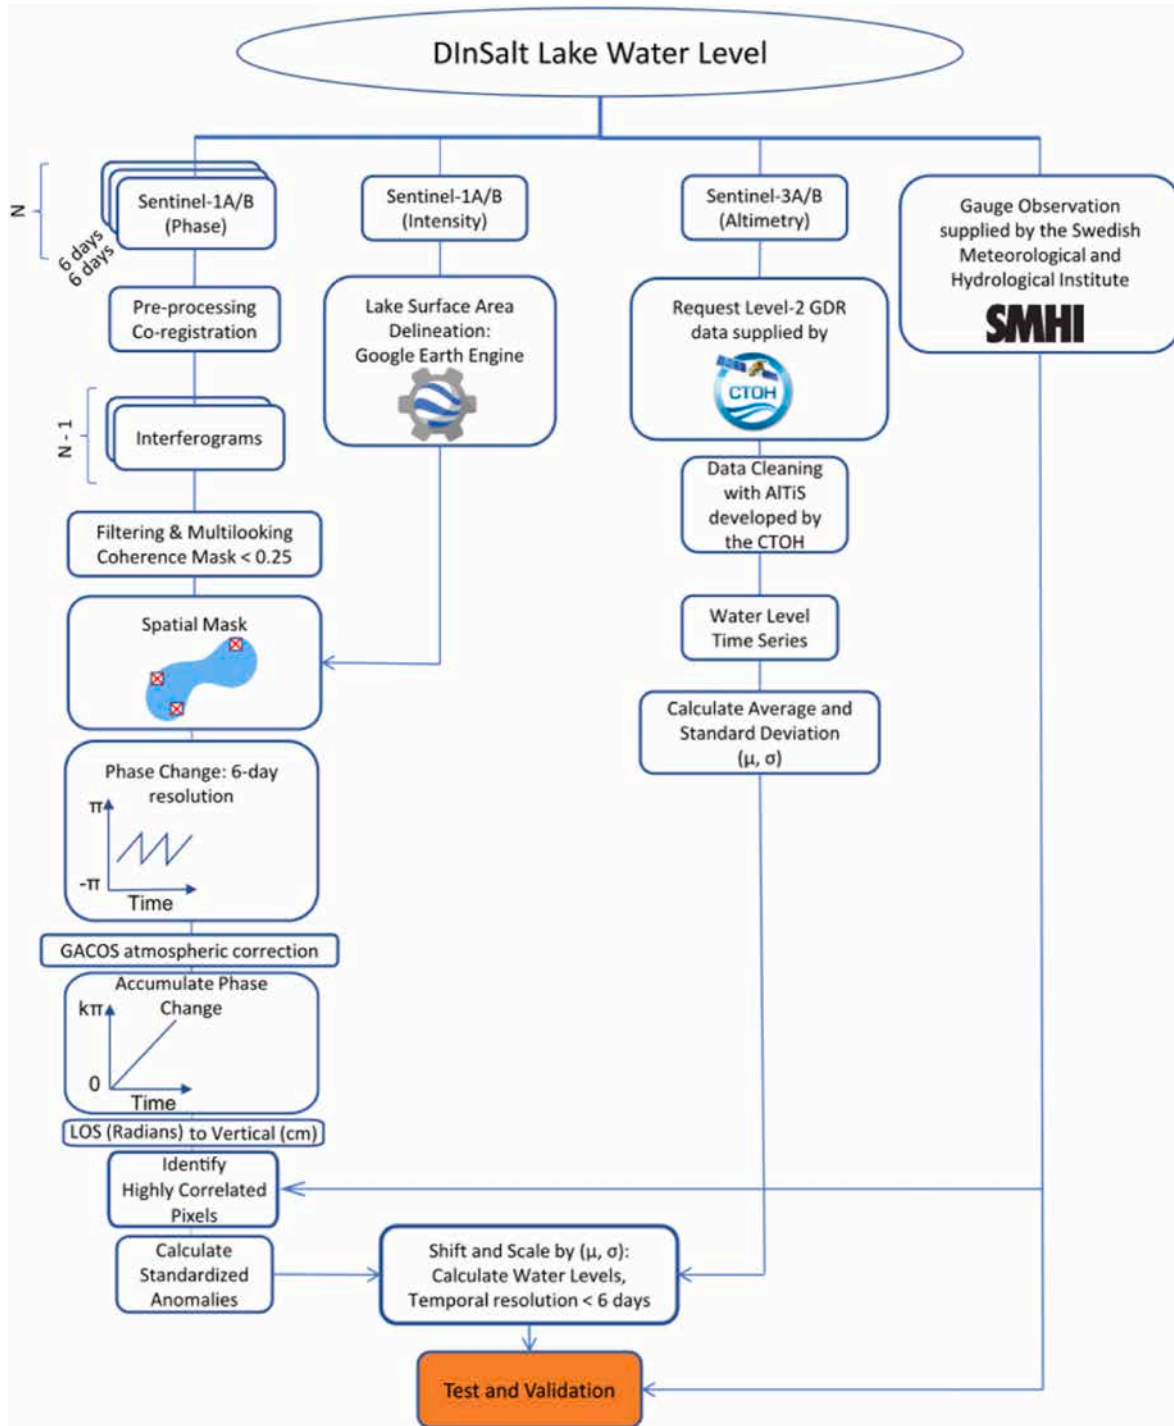 DInSalt Lake Water Level
N
6 days
6 days
Sentinel-1A/B
(Phase)
Pre-processing
Co-registration
N - 1
Interferograms
Filtering & Multilooking
Coherence Mask < 0.25
Spatial Mask
Phase Change: 6-day
resolution
π
-π
Time
GACOS atmospheric correction
Accumulate Phase
Change
kπ
0
Time
LOS (Radians) to Vertical (cm)
Identify
Highly Correlated
Pixels
Calculate
Standardized
Anomalies
Sentinel-1A/B
(Intensity)
Lake Surface Area
Delineation:
Google Earth Engine
Sentinel-3A/B
(Altimetry)
Request Level-2 GDR
data supplied by
CTOH
Data Cleaning
with AlTiS
developed by
the CTOH
Water Level
Time Series
Calculate Average and
Standard Deviation
(μ, σ)
Gauge Observation
supplied by the Swedish
Meteorological and
Hydrological Institute
SMHI
Shift and Scale by (μ, σ):
Calculate Water Levels,
Temporal resolution < 6 days
Test and Validation